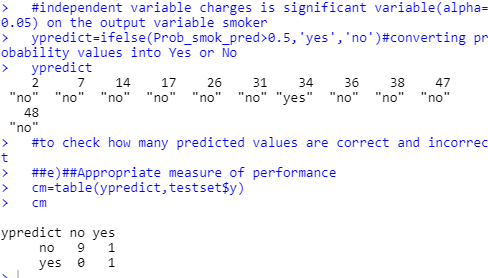 >   #independent variable charges is significant variable(alpha=
0.05) on the output variable smoker
>   ypredict=ifelse(Prob_smok_pred>0.5,'yes','no')#converting pr
obability values into Yes or No
>   ypredict
    2     7    14    17    26    31    34    36    38    47
 "no"  "no"  "no"  "no"  "no"  "no" "yes"  "no"  "no"  "no"
   48
 "no"
>   #to check how many predicted values are correct and incorrec
t
>   ##e)##Appropriate measure of performance
>   cm=table(ypredict,testset$y)
>   cm
ypredict no yes
     no   9   1
     yes  0   1
>